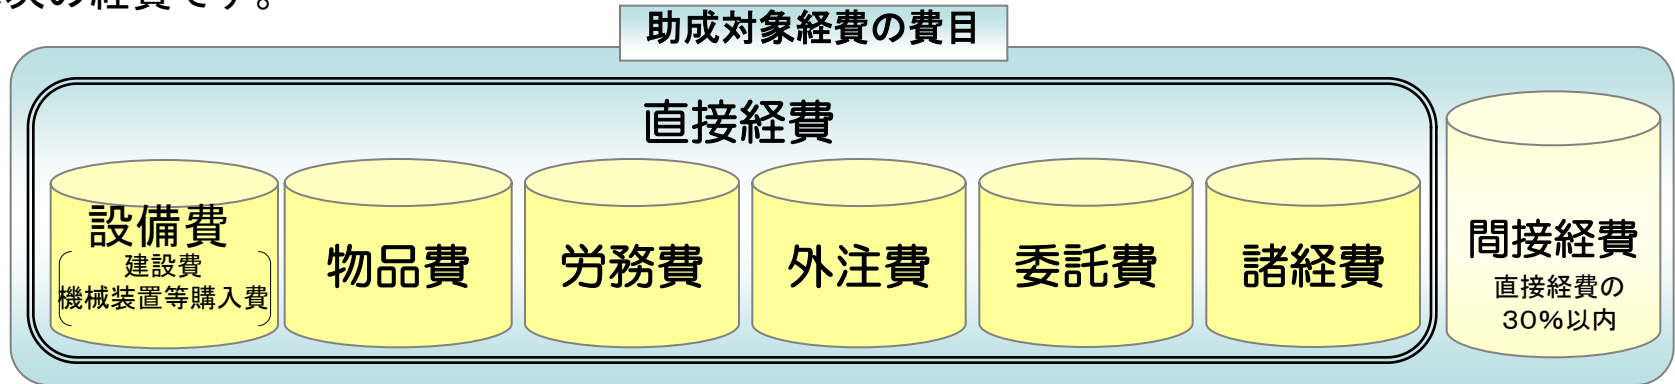 次の経費です。
助成対象経費の費目
直接経費
設備費
建設費
機械装置等購入費
物品費
労務費
外注費
委託費
諸経費
間接経費
直接経費の
30%以内